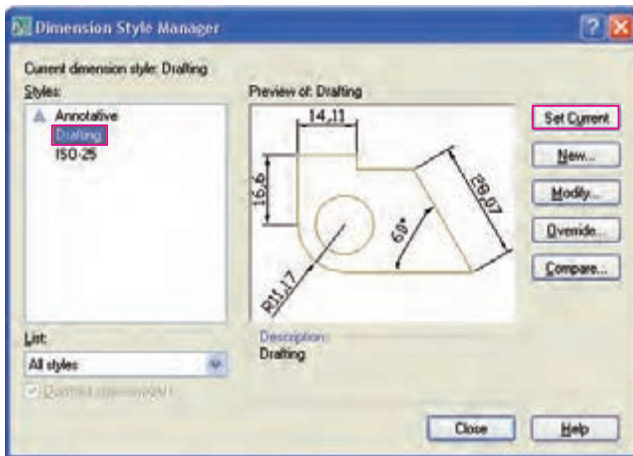 Dimension Style Manager
Current dimension style: Drafting
Styles:
Annotative
Drafting
ISO-25
Preview of: Drafting
14,11
16,6
28,07
60°
R11,17
Set Current
New...
Modify...
Override...
Compare...
List:
All styles
Description:
Drafting
Close
Help